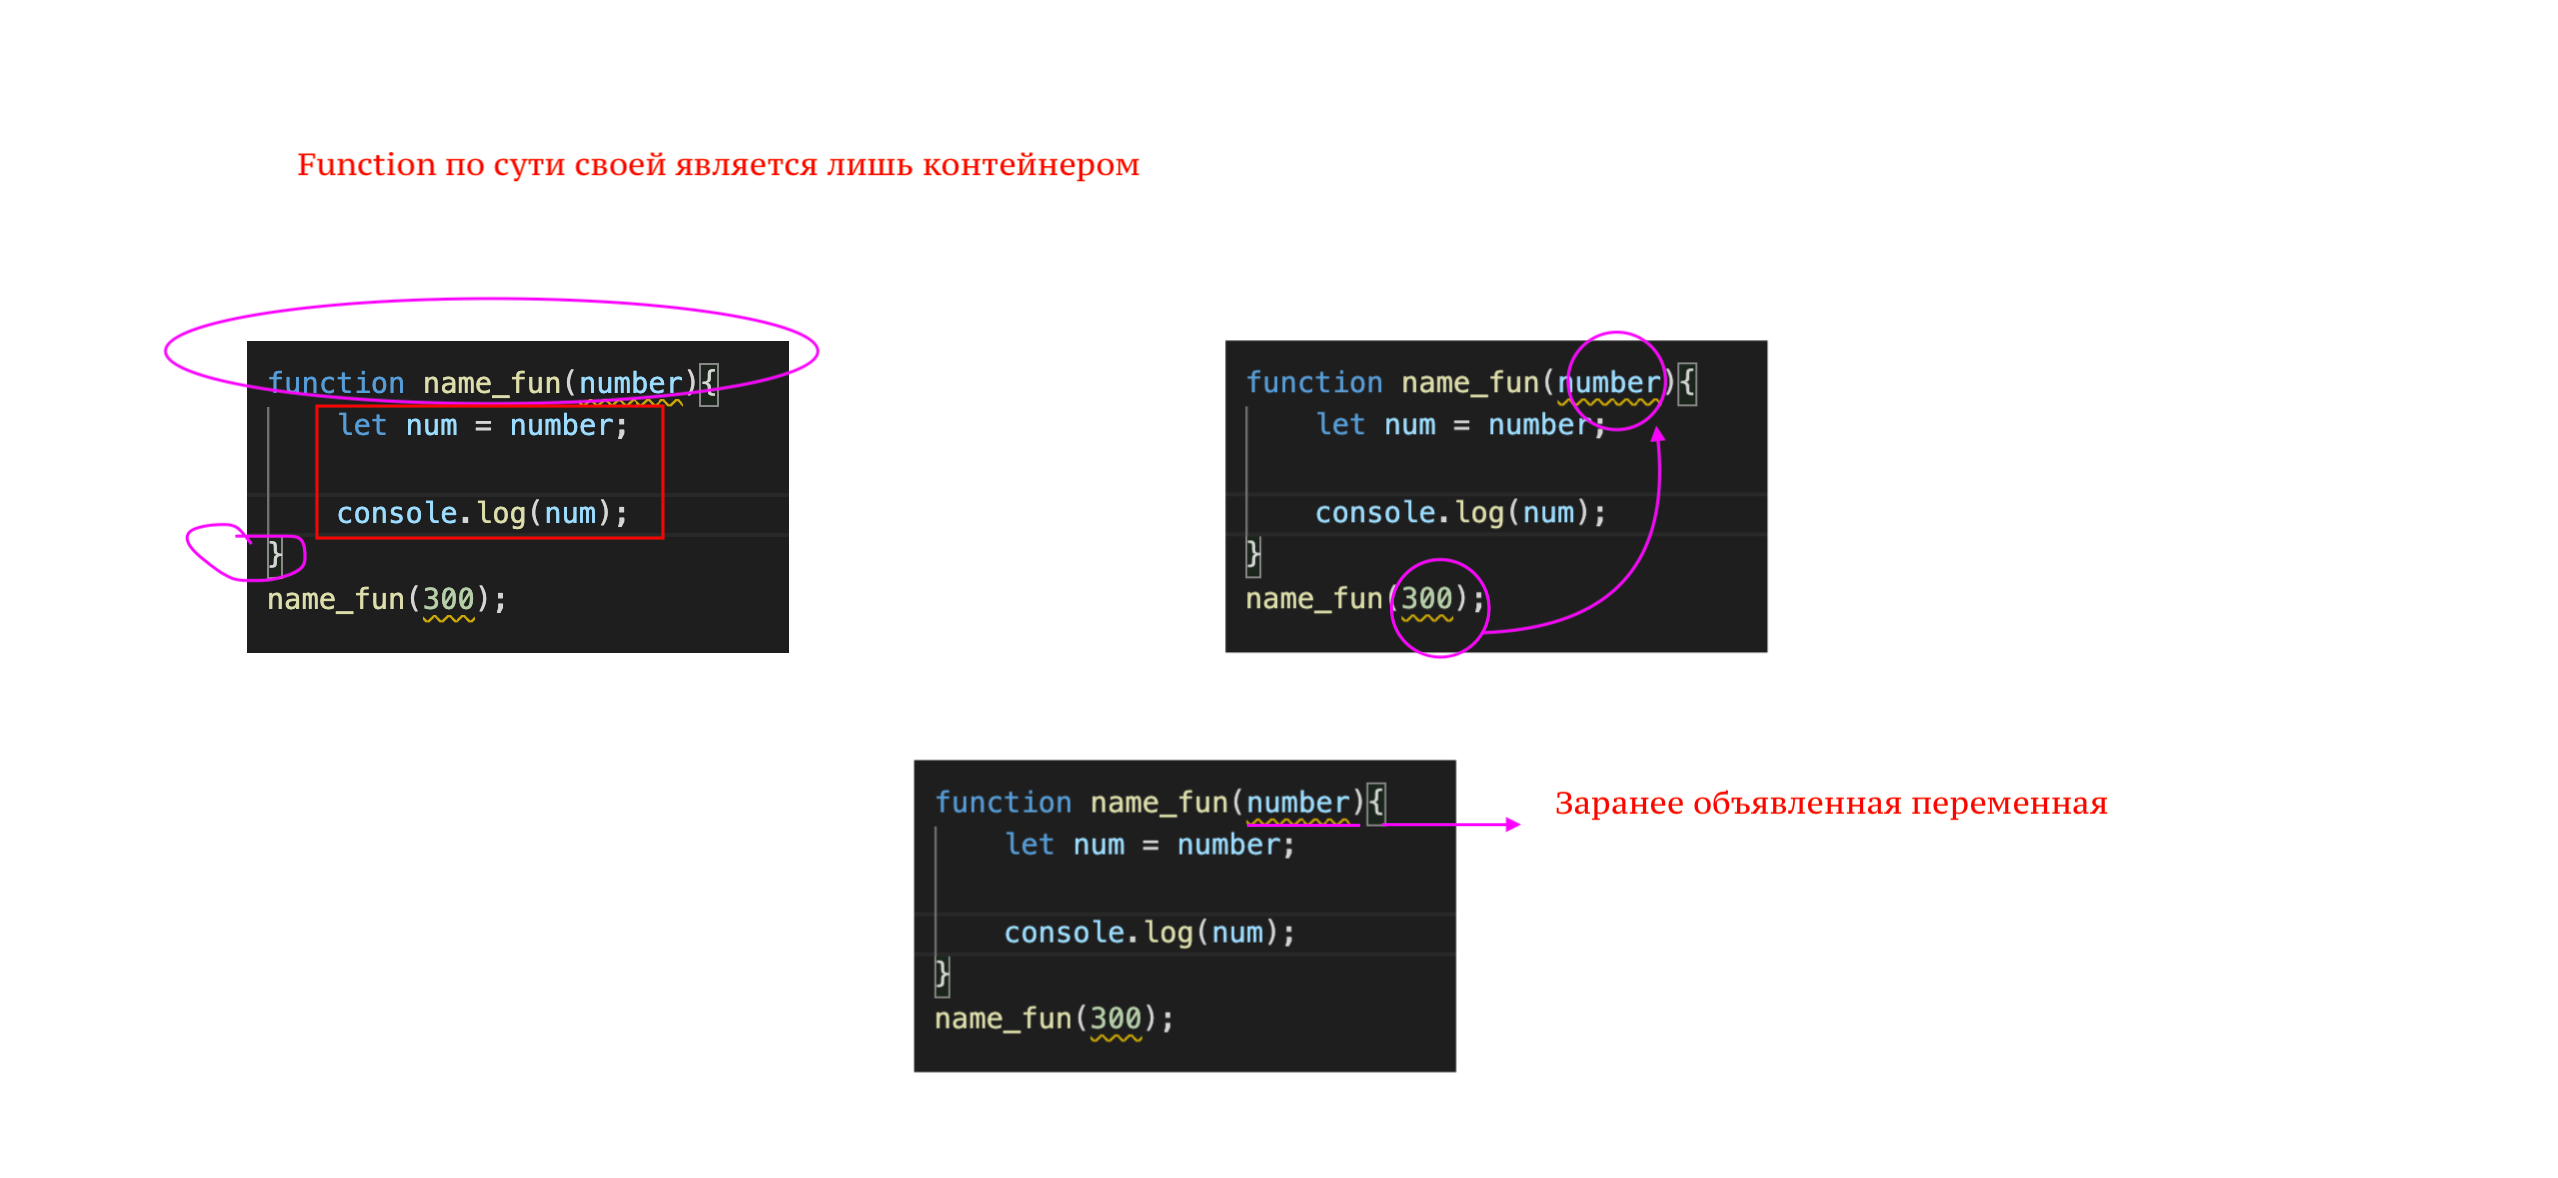 Function по сути своей является лишь контейнером
function name_fun(number){
    let num = number;
    console.log(num);
}
name_fun(300);
function name_fun(number){
    let num = number;
    console.log(num);
}
name_fun(300);
function name_fun(number){
    let num = number;
    console.log(num);
}
name_fun(300);
Заранее объявленная переменная